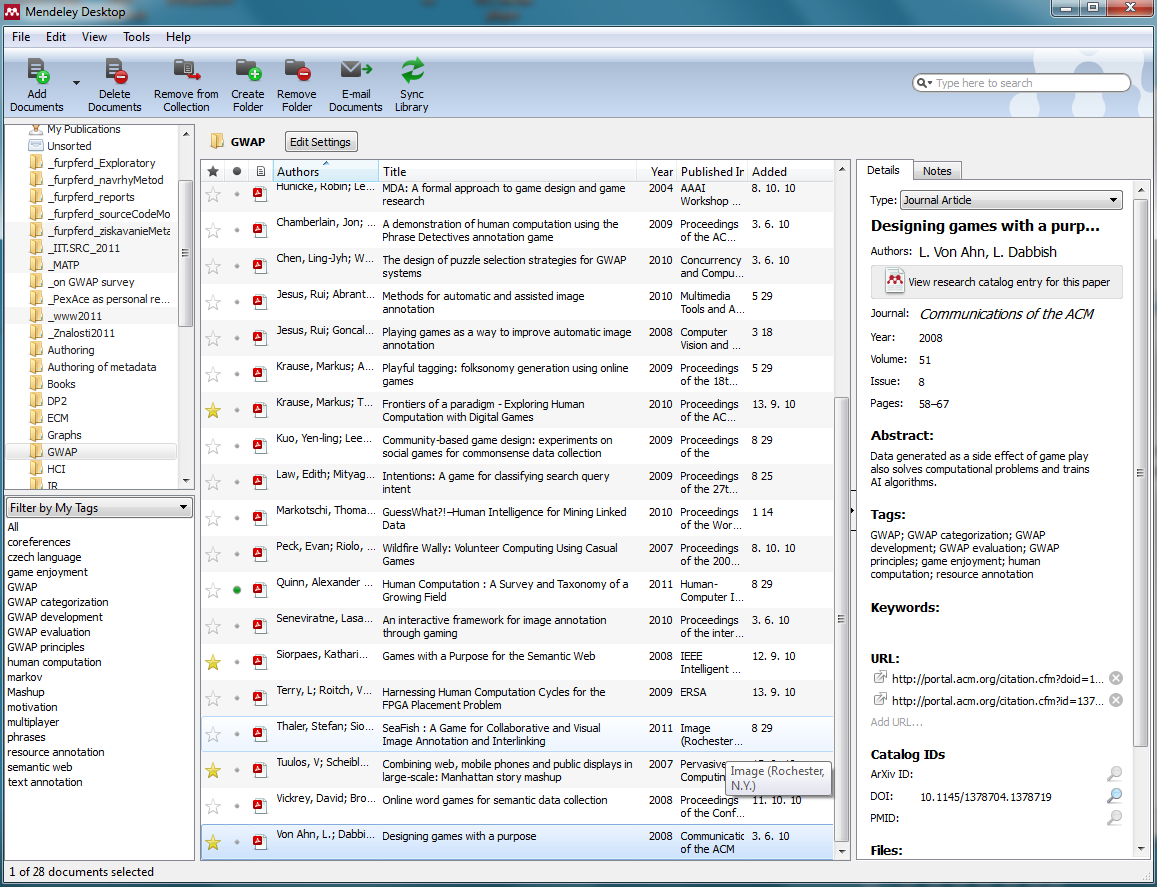 Mendeley Desktop
File Edit View Tools Help
Add Documents
Delete Documents
Remove from Collection
Create Folder
Remove Folder
E-mail Documents
Sync Library
Type here to search
My Publications
Unsorted
_furpferd_Exploratory
_furpferd_navrhyMetod
_furpferd_reports
_furpferd_sourceCodeMo
_furpferd_ziskavanieMeta
_IIT.SRC_2011
_MATP
_on GWAP survey
_PexAce as personal re...
_www2011
_Znalosti2011
Authoring
Authoring of metadata
Books
DP2
ECM
Graphs
GWAP
HCI
IR
Filter by My Tags
All
coreferences
czech language
game enjoyment
GWAP
GWAP categorization
GWAP development
GWAP evaluation
GWAP principles
human computation
markov
Mashup
motivation
multiplayer
phrases
resource annotation
semantic web
text annotation
GWAP Edit Settings
Authors Title Year Published In Added
Hunicke, Robin; Le... MDA: A formal approach to game design and game research 2004 AAAI Workshop ... 8. 10. 10
Chamberlain, Jon; ... A demonstration of human computation using the Phrase Detectives annotation game 2009 Proceedings of the AC... 3. 6. 10
Chen, Ling-Jyh; W... The design of puzzle selection strategies for GWAP systems 2010 Concurrency and Compu... 3. 6. 10
Jesus, Rui; Abrant... Methods for automatic and assisted image annotation 2010 Multimedia Tools and A... 5 29
Jesus, Rui; Goncal... Playing games as a way to improve automatic image annotation 2008 Computer Vision and ... 3 18
Krause, Markus; A... Playful tagging: folksonomy generation using online games 2009 Proceedings of the 18t... 5 29
Krause, Markus; T... Frontiers of a paradigm - Exploring Human Computation with Digital Games 2010 Proceedings of the AC... 13. 9. 10
Kuo, Yen-ling; Lee... Community-based game design: experiments on social games for commonsense data collection 2009 Proceedings of the 8 29
Law, Edith; Mityag... Intentions: A game for classifying search query intent 2009 Proceedings of the 27t... 8 25
Markotschi, Thoma... GuessWhat?!–Human Intelligence for Mining Linked Data 2010 Proceedings of the Wor... 1 14
Peck, Evan; Riolo, ... Wildfire Wally: Volunteer Computing Using Casual Games 2007 Proceedings of the 200... 8. 10. 10
Quinn, Alexander ... Human Computation : A Survey and Taxonomy of a Growing Field 2011 Human-Computer I... 8 29
Seneviratne, Lasa... An interactive framework for image annotation through gaming 2010 Proceedings of the inter... 3. 6. 10
Siorpaes, Kathari... Games with a Purpose for the Semantic Web 2008 IEEE Intelligent ... 12. 9. 10
Terry, L; Roitch, V... Harnessing Human Computation Cycles for the FPGA Placement Problem 2009 ERSA 13. 9. 10
Thaler, Stefan; Sio... SeaFish : A Game for Collaborative and Visual Image Annotation and Interlinking 2011 Image (Rochester... 8 29
Tuulos, V; Scheibl... Combining web, mobile phones and public displays in large-scale: Manhattan story mashup 2007 Pervasive Computin
Image (Rochester, N.Y.)
Vickrey, David; Bro... Online word games for semantic data collection 2008 Proceedings of the Conf... 11. 10. 10
Von Ahn, L.; Dabbi... Designing games with a purpose 2008 Communicatic of the ACM 3. 6. 10
Details Notes
Type: Journal Article
Designing games with a purp...
Authors: L. Von Ahn, L. Dabbish
View research catalog entry for this paper
Journal: Communications of the ACM
Year: 2008
Volume: 51
Issue: 8
Pages: 58–67
Abstract:
Data generated as a side effect of game play
also solves computational problems and trains
AI algorithms.
Tags:
GWAP; GWAP categorization; GWAP
development; GWAP evaluation; GWAP
principles; game enjoyment; human
computation; resource annotation
Keywords:
URL:
http://portal.acm.org/citation.cfm?doid=1...
http://portal.acm.org/citation.cfm?id=137...
Add URL...
Catalog IDs
ArXiv ID:
DOI: 10.1145/1378704.1378719
PMID:
Files:
1 of 28 documents selected